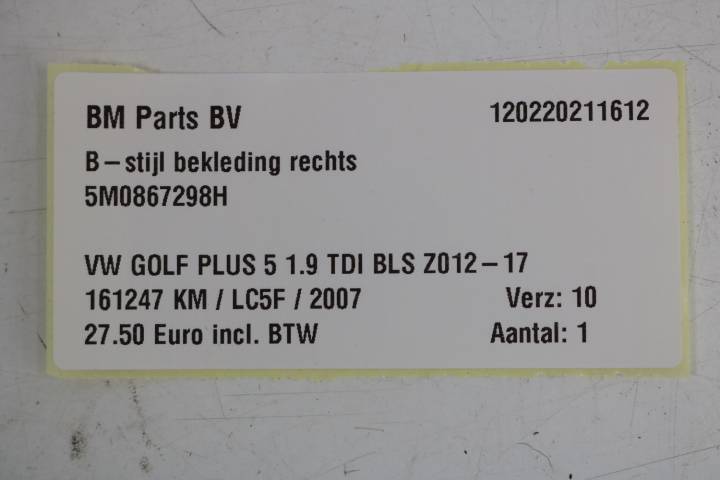 BM Parts BV 120220211612
B-stijl bekleding rechts
5M0867298H
VW GOLF PLUS 5 1.9 TDI BLS Z012-17
161247 KM / LC5F / 2007 Verz: 10
27.50 Euro incl. BTW Aantal: 1